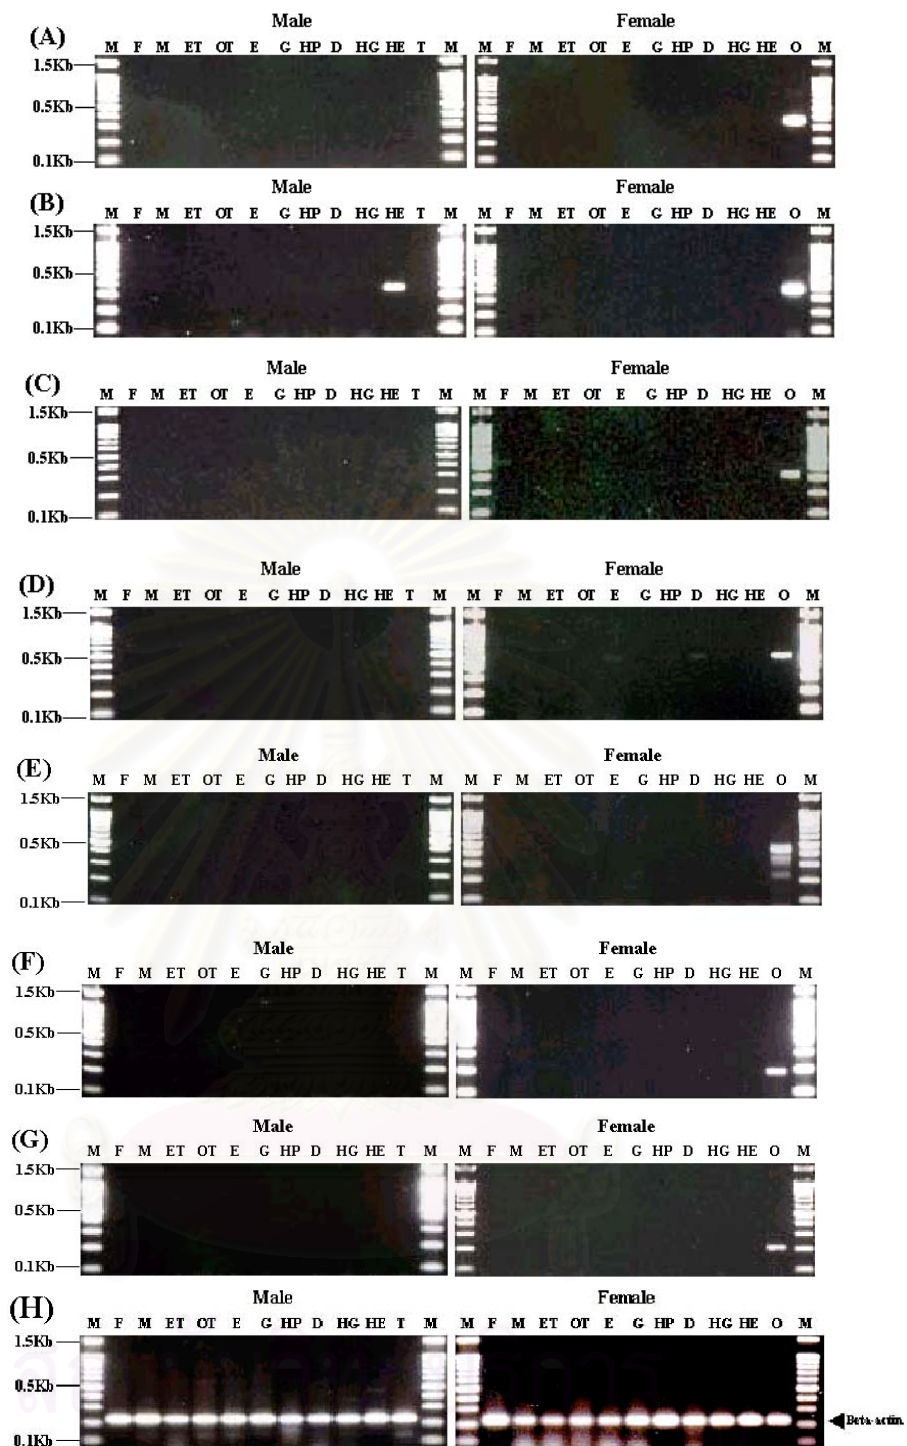 Male Female
(A) M F M ET OT E G HP D HG HE T M M F M ET OT E G HP D HG HE O M
1.5Kb
0.5Kb
0.1Kb
Male Female
(B) M F M ET OT E G HP D HG HE T M M F M ET OT E G HP D HG HE O M
1.5Kb
0.5Kb
0.1Kb
Male Female
(C) M F M ET OT E G HP D HG HE T M M F M ET OT E G HP D HG HE O M
1.5Kb
0.5Kb
0.1Kb
Male Female
(D) M F M ET OT E G HP D HG HE T M M F M ET OT E G HP D HG HE O M
1.5Kb
0.5Kb
0.1Kb
Male Female
(E) M F M ET OT E G HP D HG HE T M M F M ET OT E G HP D HG HE O M
1.5Kb
0.5Kb
0.1Kb
Male Female
(F) M F M ET OT E G HP D HG HE T M M F M ET OT E G HP D HG HE O M
1.5Kb
0.5Kb
0.1Kb
Male Female
(G) M F M ET OT E G HP D HG HE T M M F M ET OT E G HP D HG HE O M
1.5Kb
0.5Kb
0.1Kb
Male Female
(H) M F M ET OT E G HP D HG HE T M M F M ET OT E G HP D HG HE O M
1.5Kb
0.5Kb
Beta-actin
0.1Kb